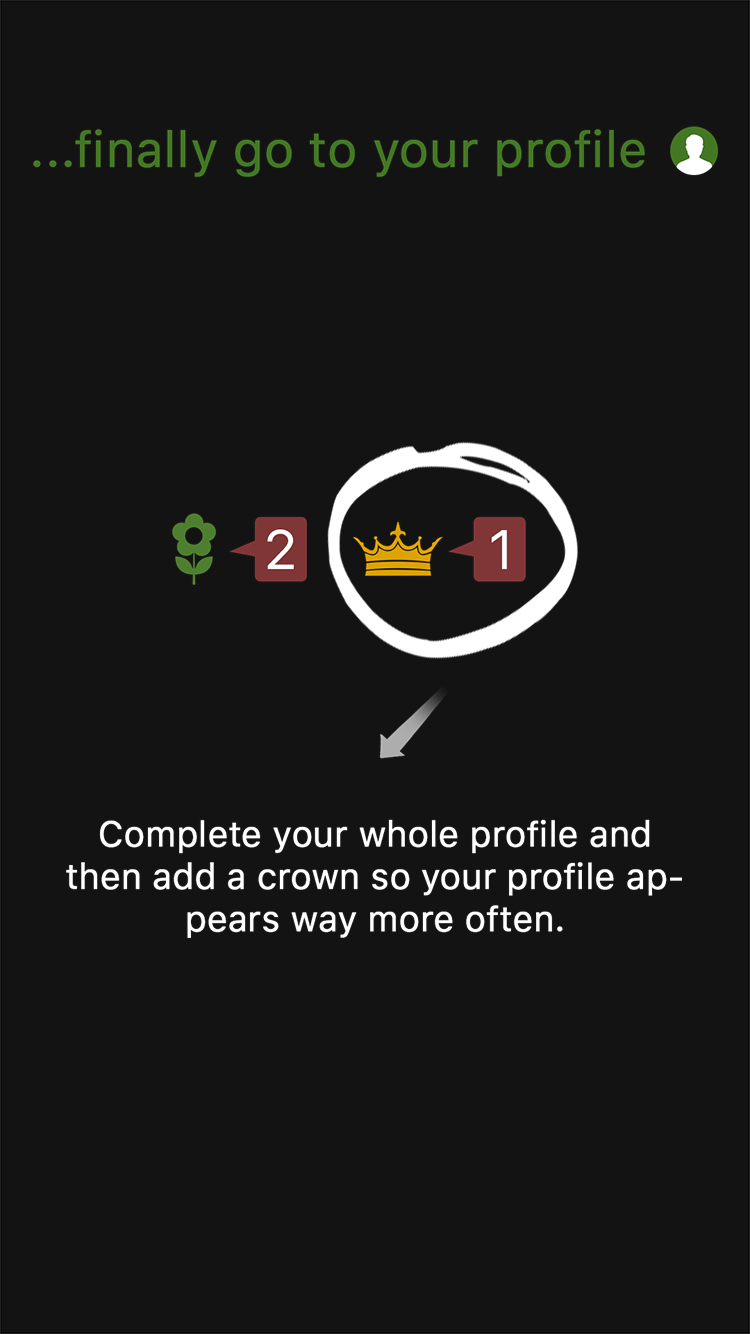 ...finally go to your profile
2
1
Complete your whole profile and
then add a crown so your profile ap-
pears way more often.